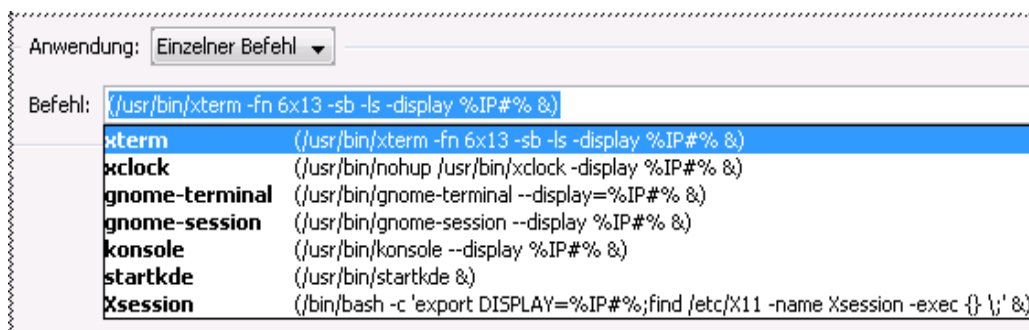 Anwendung: Einzelner Befehl
Befehl: (/usr/bin/xterm -fn 6x13 -sb -ls -display %IP#% &)
xterm (/usr/bin/xterm -fn 6x13 -sb -ls -display %IP#% &)
xclock (/usr/bin/nohup /usr/bin/xclock -display %IP#% &)
gnome-terminal (/usr/bin/gnome-terminal --display=%IP#% &)
gnome-session (/usr/bin/gnome-session --display %IP#% &)
konsole (/usr/bin/konsole --display %IP#% &)
startkde (/usr/bin/startkde &)
Xsession (/bin/bash -c 'export DISPLAY=%IP#%;find /etc/X11 -name Xsession -exec {} \;' &)